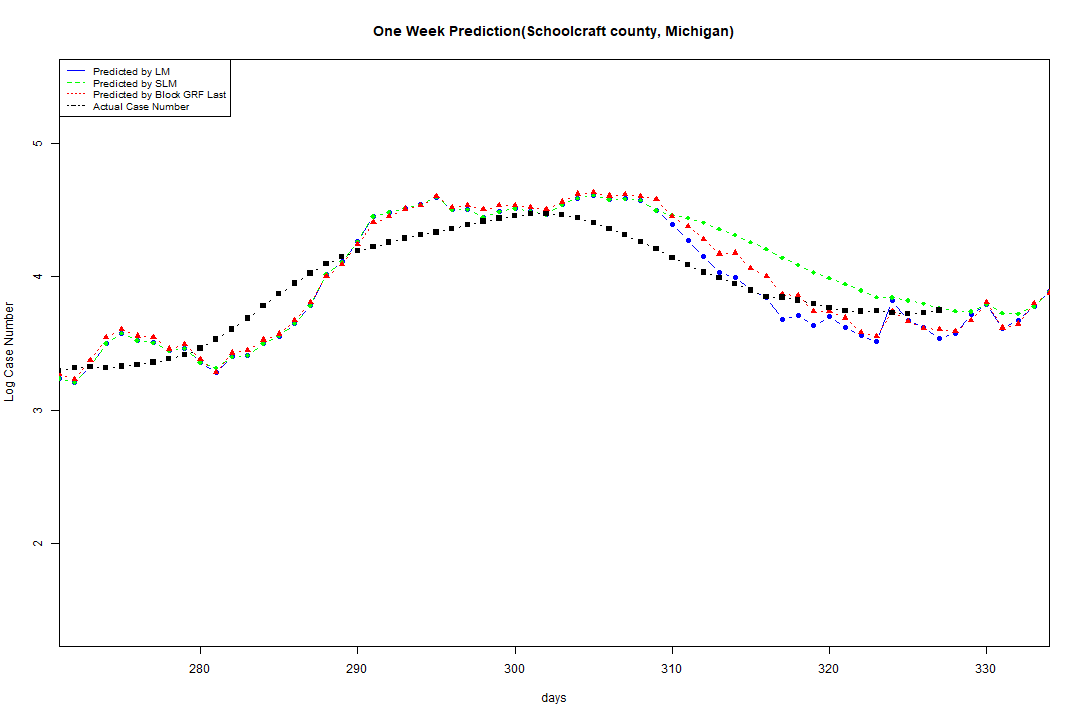 One Week Prediction(Schoolcraft county, Michigan)
Predicted by LM
Predicted by SLM
Predicted by Block GRF Last
Actual Case Number
5
4
3
2
Log Case Number
280 290 300 310 320 330
days